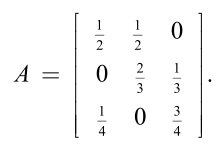 A = [ 1/2 1/2 0
0 2/3 1/3
1/4 0 3/4 ].